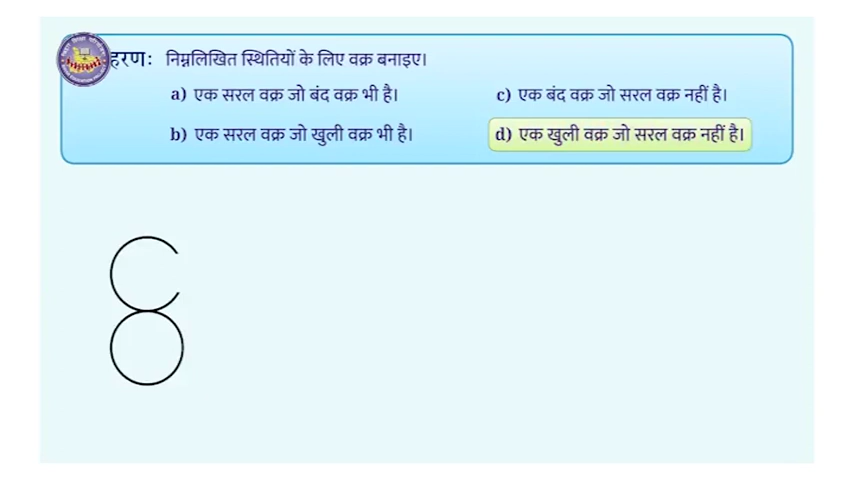 हरण: निम्नलिखित स्थितियों के लिए वक्र बनाइए।
a) एक सरल वक्र जो बंद वक्र भी है।
b) एक सरल वक्र जो खुली वक्र भी है।
c) एक बंद वक्र जो सरल वक्र नहीं है।
d) एक खुली वक्र जो सरल वक्र नहीं है।